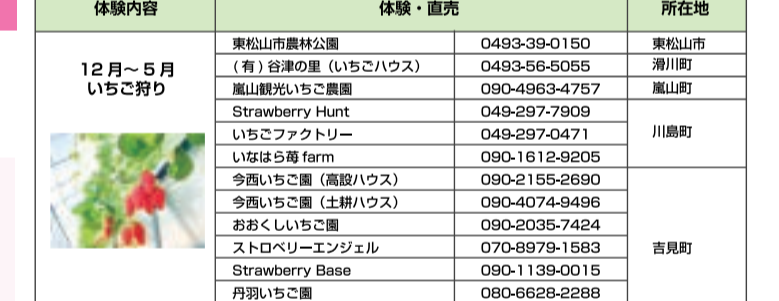 体験内容 体験・直売 所在地
12月～5月
いちご狩り
東松山市農林公園 0493-39-0150 東松山市
(有)谷津の里（いちごハウス） 0493-56-5055 滑川町
嵐山観光いちご農園 090-4963-4757 嵐山町
Strawberry Hunt 049-297-7909
いちごファクトリー 049-297-0471 川島町
いなはら苺farm 090-1612-9205
今西いちご園（高設ハウス） 090-2155-2690
今西いちご園（土耕ハウス） 090-4074-9496
おおくしいちご園 090-2035-7424
ストロベリーエンジェル 070-8979-1583 吉見町
Strawberry Base 090-1139-0015
丹羽いちご園 080-6628-2288